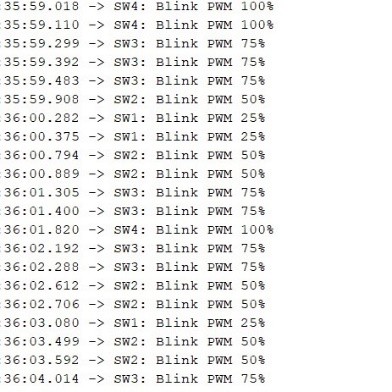 :35:59.018 -> SW4: Blink PWM 100%
:35:59.110 -> SW4: Blink PWM 100%
:35:59.299 -> SW3: Blink PWM 75%
:35:59.392 -> SW3: Blink PWM 75%
:35:59.483 -> SW3: Blink PWM 75%
:35:59.908 -> SW2: Blink PWM 50%
:36:00.282 -> SW1: Blink PWM 25%
:36:00.375 -> SW1: Blink PWM 25%
:36:00.794 -> SW2: Blink PWM 50%
:36:00.889 -> SW2: Blink PWM 50%
:36:01.305 -> SW3: Blink PWM 75%
:36:01.400 -> SW3: Blink PWM 75%
:36:01.820 -> SW4: Blink PWM 100%
:36:02.192 -> SW3: Blink PWM 75%
:36:02.288 -> SW3: Blink PWM 75%
:36:02.612 -> SW2: Blink PWM 50%
:36:02.706 -> SW2: Blink PWM 50%
:36:03.080 -> SW1: Blink PWM 25%
:36:03.499 -> SW2: Blink PWM 50%
:36:03.592 -> SW2: Blink PWM 50%
:36:04.014 -> SW3: Blink PWM 75%